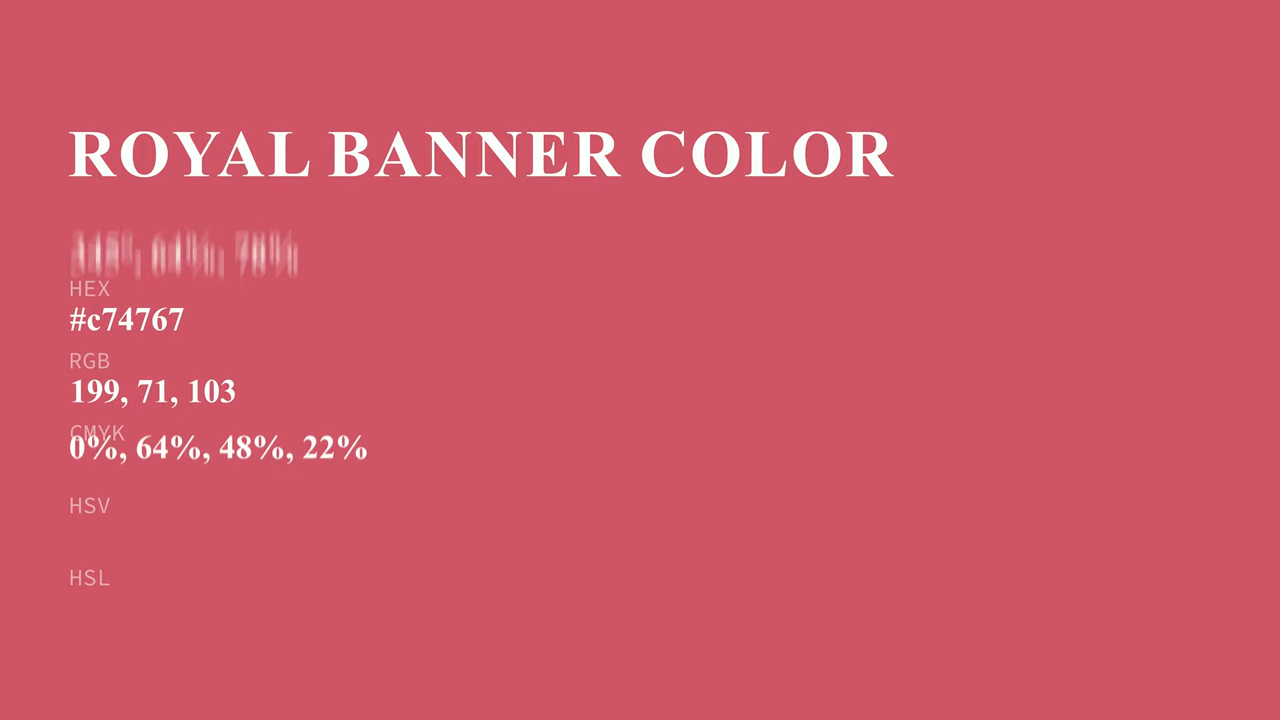 ROYAL BANNER COLOR
HEX
#c74767
RGB
199, 71, 103
CMYK
0%, 64%, 48%, 22%
HSV
HSL